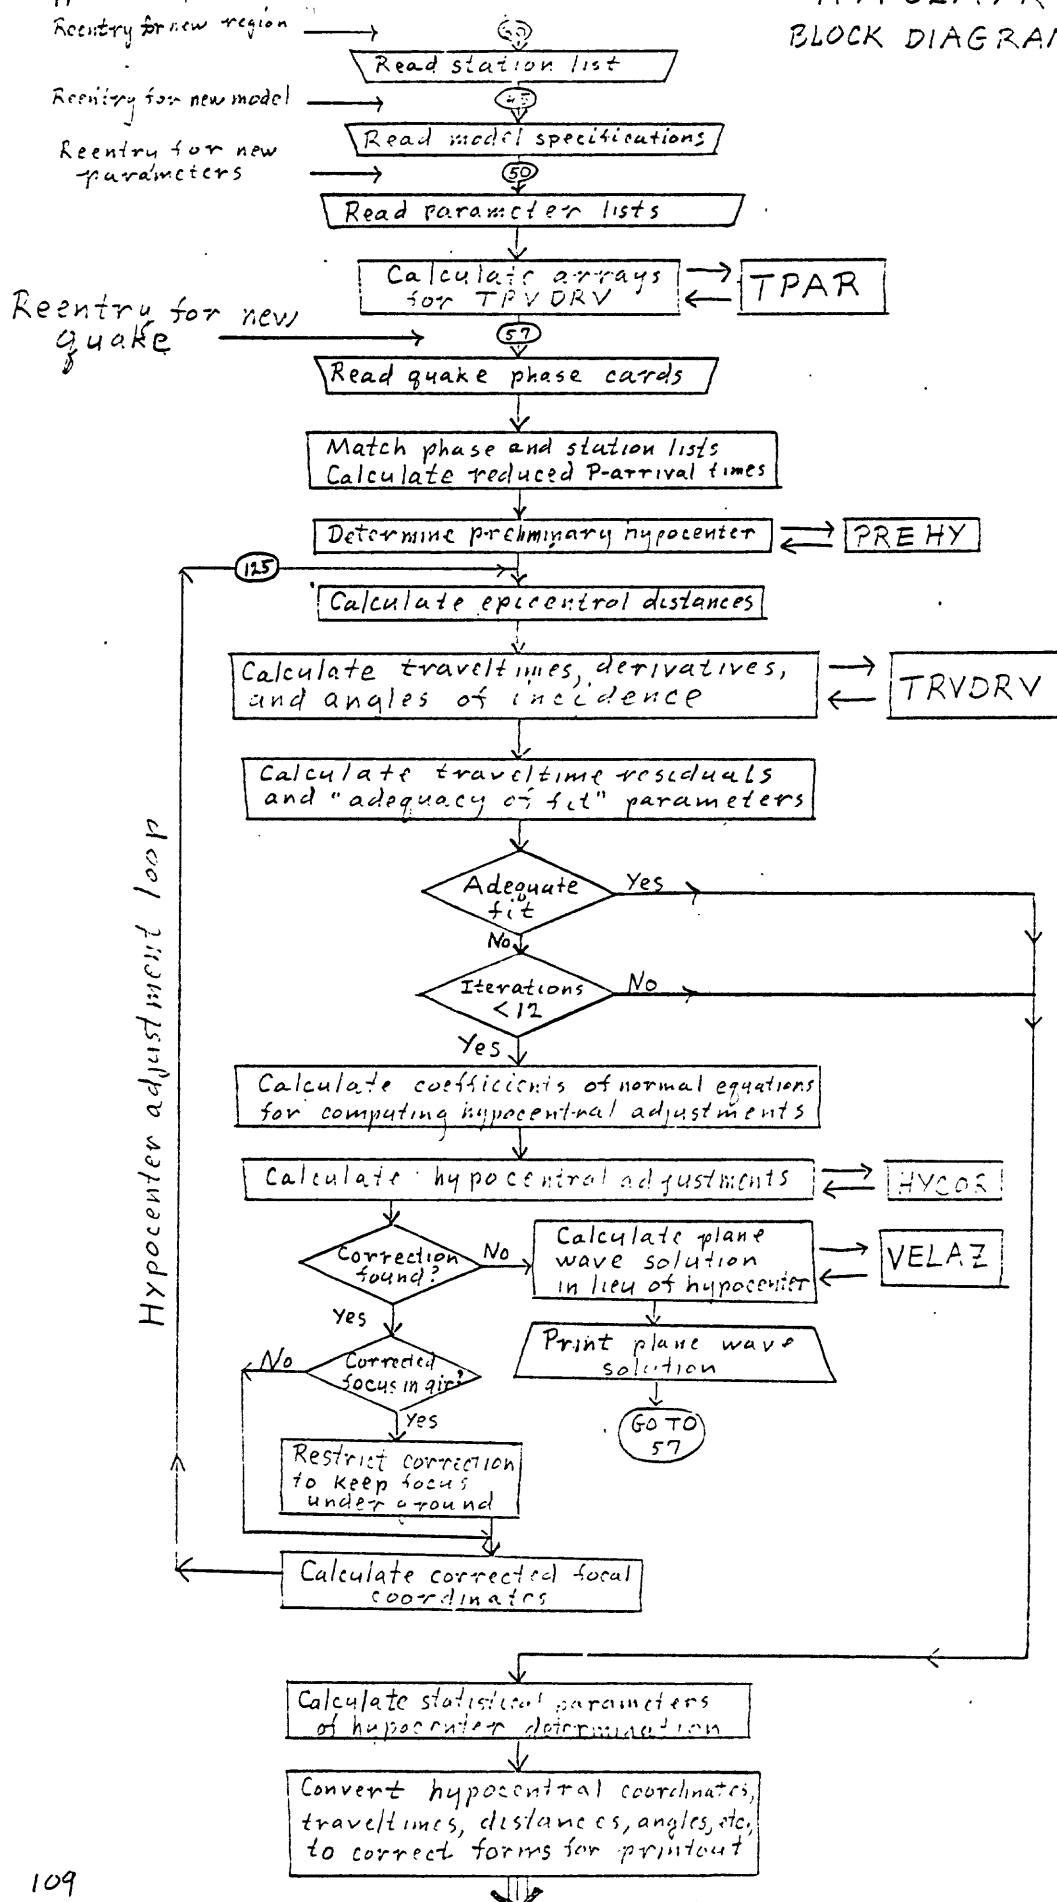 BLOCK DIAGRAM
Reentry for new region
Read station list
Reentry for new model
45
Read model specifications
Reentry for new
parameters
50
Read parameter lists
Calculate arrays
for TRVDRV
TPAR
Reentry for new
quake
57
Read quake phase cards
Match phase and station lists
Calculate reduced P-arrival times
Determine preliminary hypocenter
PREHY
125
Calculate epicentral distances
Calculate traveltimes, derivatives,
and angles of incidence
TRVDRV
Calculate traveltime residuals
and "adequacy of fit" parameters
Adequate
fit
Yes
No
Iterations
<12
No
Yes
Hypocenter adjustment loop
Calculate coefficients of normal equations
for computing hypocentral adjustments
Calculate hypocentral adjustments
HYCOR
Correction
found?
No
Calculate plane
wave solution
in lieu of hypocenter
VELAZ
Yes
Print plane wave
solution
No
Corrected
focus in air?
Yes
GO TO
57
Restrict correction
to keep focus
under ground
Calculate corrected focal
coordinates
Calculate statistical parameters
of hypocenter determination
Convert hypocentral coordinates,
traveltimes, distances, angles, etc.,
to correct forms for printout
109